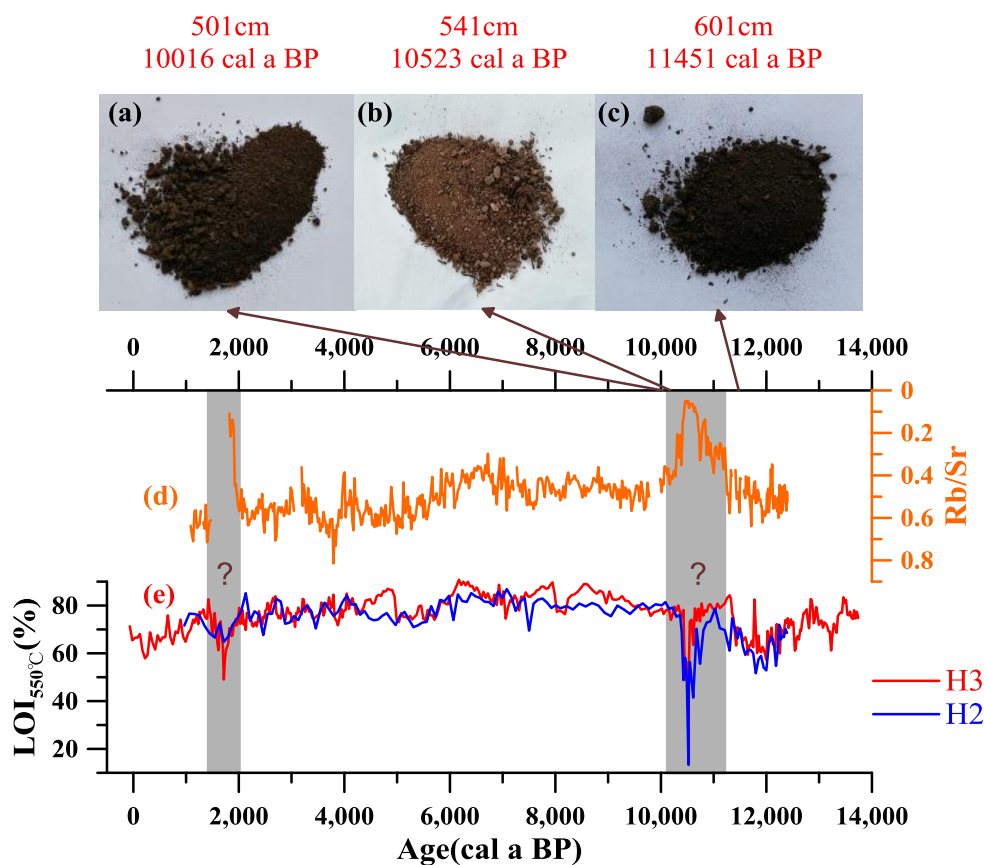 501cm
10016 cal a BP
541cm
10523 cal a BP
601cm
11451 cal a BP
(a)
(b)
(c)
0 2,000 4,000 6,000 8,000 10,000 12,000 14,000
0
0.2
0.4
0.6
0.8
Rb/Sr
(d)
?
?
(e)
80
60
40
20
LOI550℃(%)
H3
H2
0 2,000 4,000 6,000 8,000 10,000 12,000 14,000
Age(cal a BP)